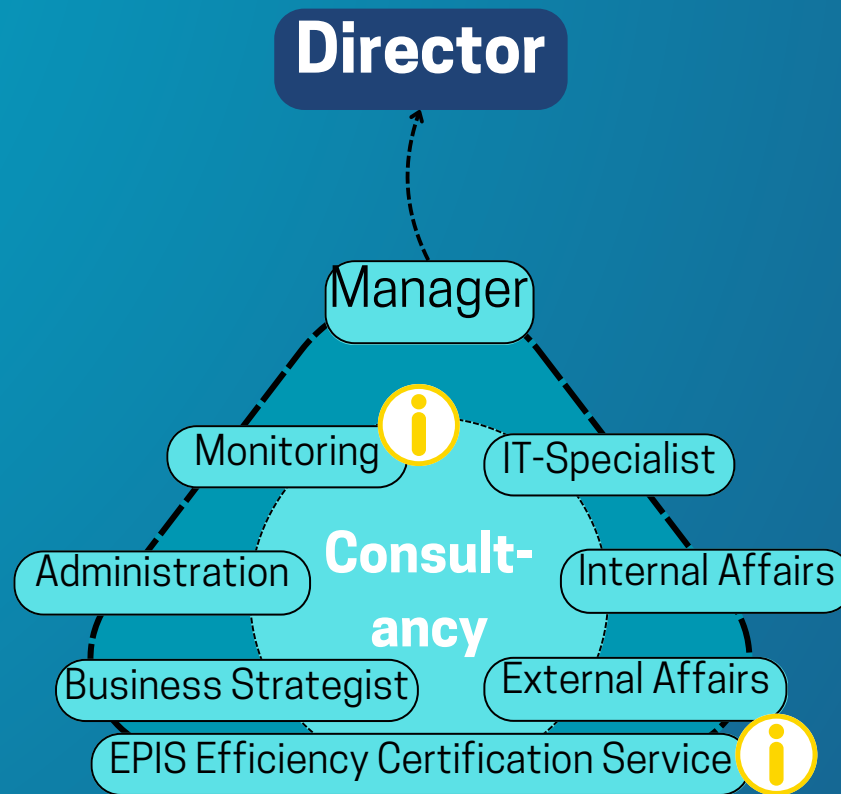 Director
Manager
Monitoring
IT-Specialist
Consult-
ancy
Administration
Internal Affairs
Business Strategist
External Affairs
EPIS Efficiency Certification Service